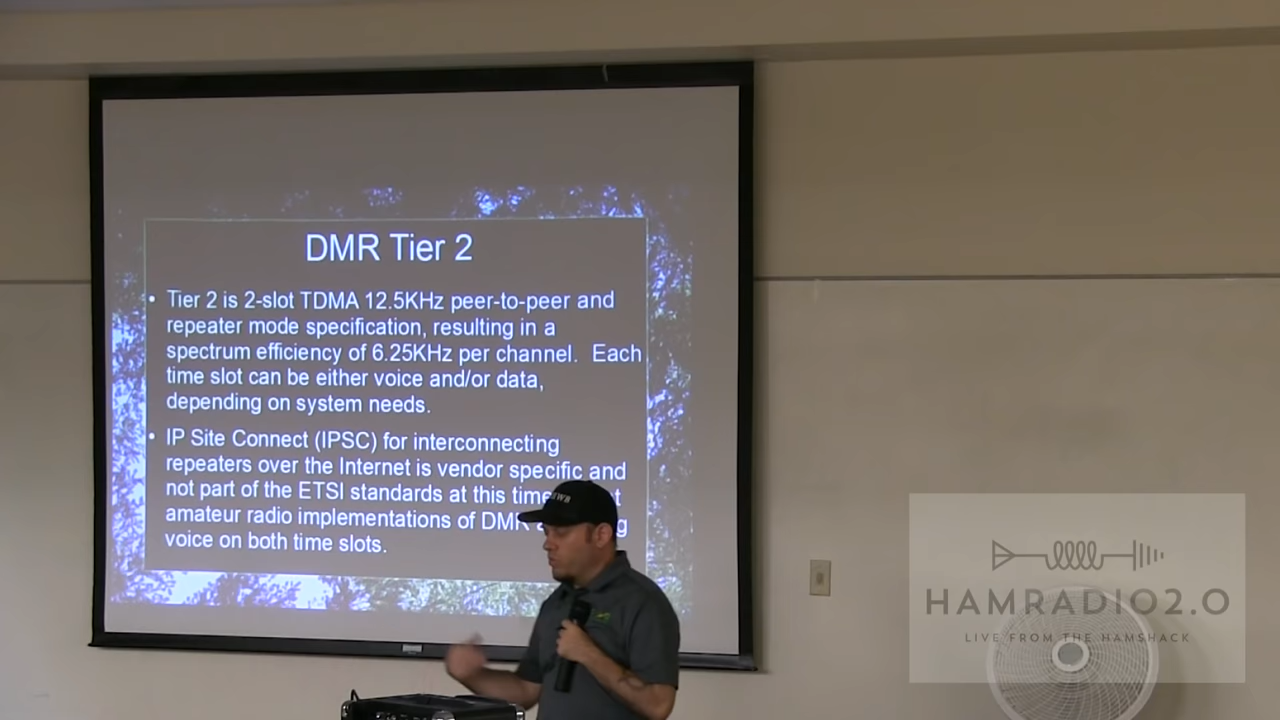 DMR Tier 2
• Tier 2 is 2-slot TDMA 12.5KHz peer-to-peer and
repeater mode specification, resulting in a
spectrum efficiency of 6.25KHz per channel. Each
time slot can be either voice and/or data,
depending on system needs.
• IP Site Connect (IPSC) for interconnecting
repeaters over the Internet is vendor specific and
not part of the ETSI standards at this time
amateur radio implementations of DMR
voice on both time slots.
HAMRADIO2.0
LIVE FROM THE HAMSHACK